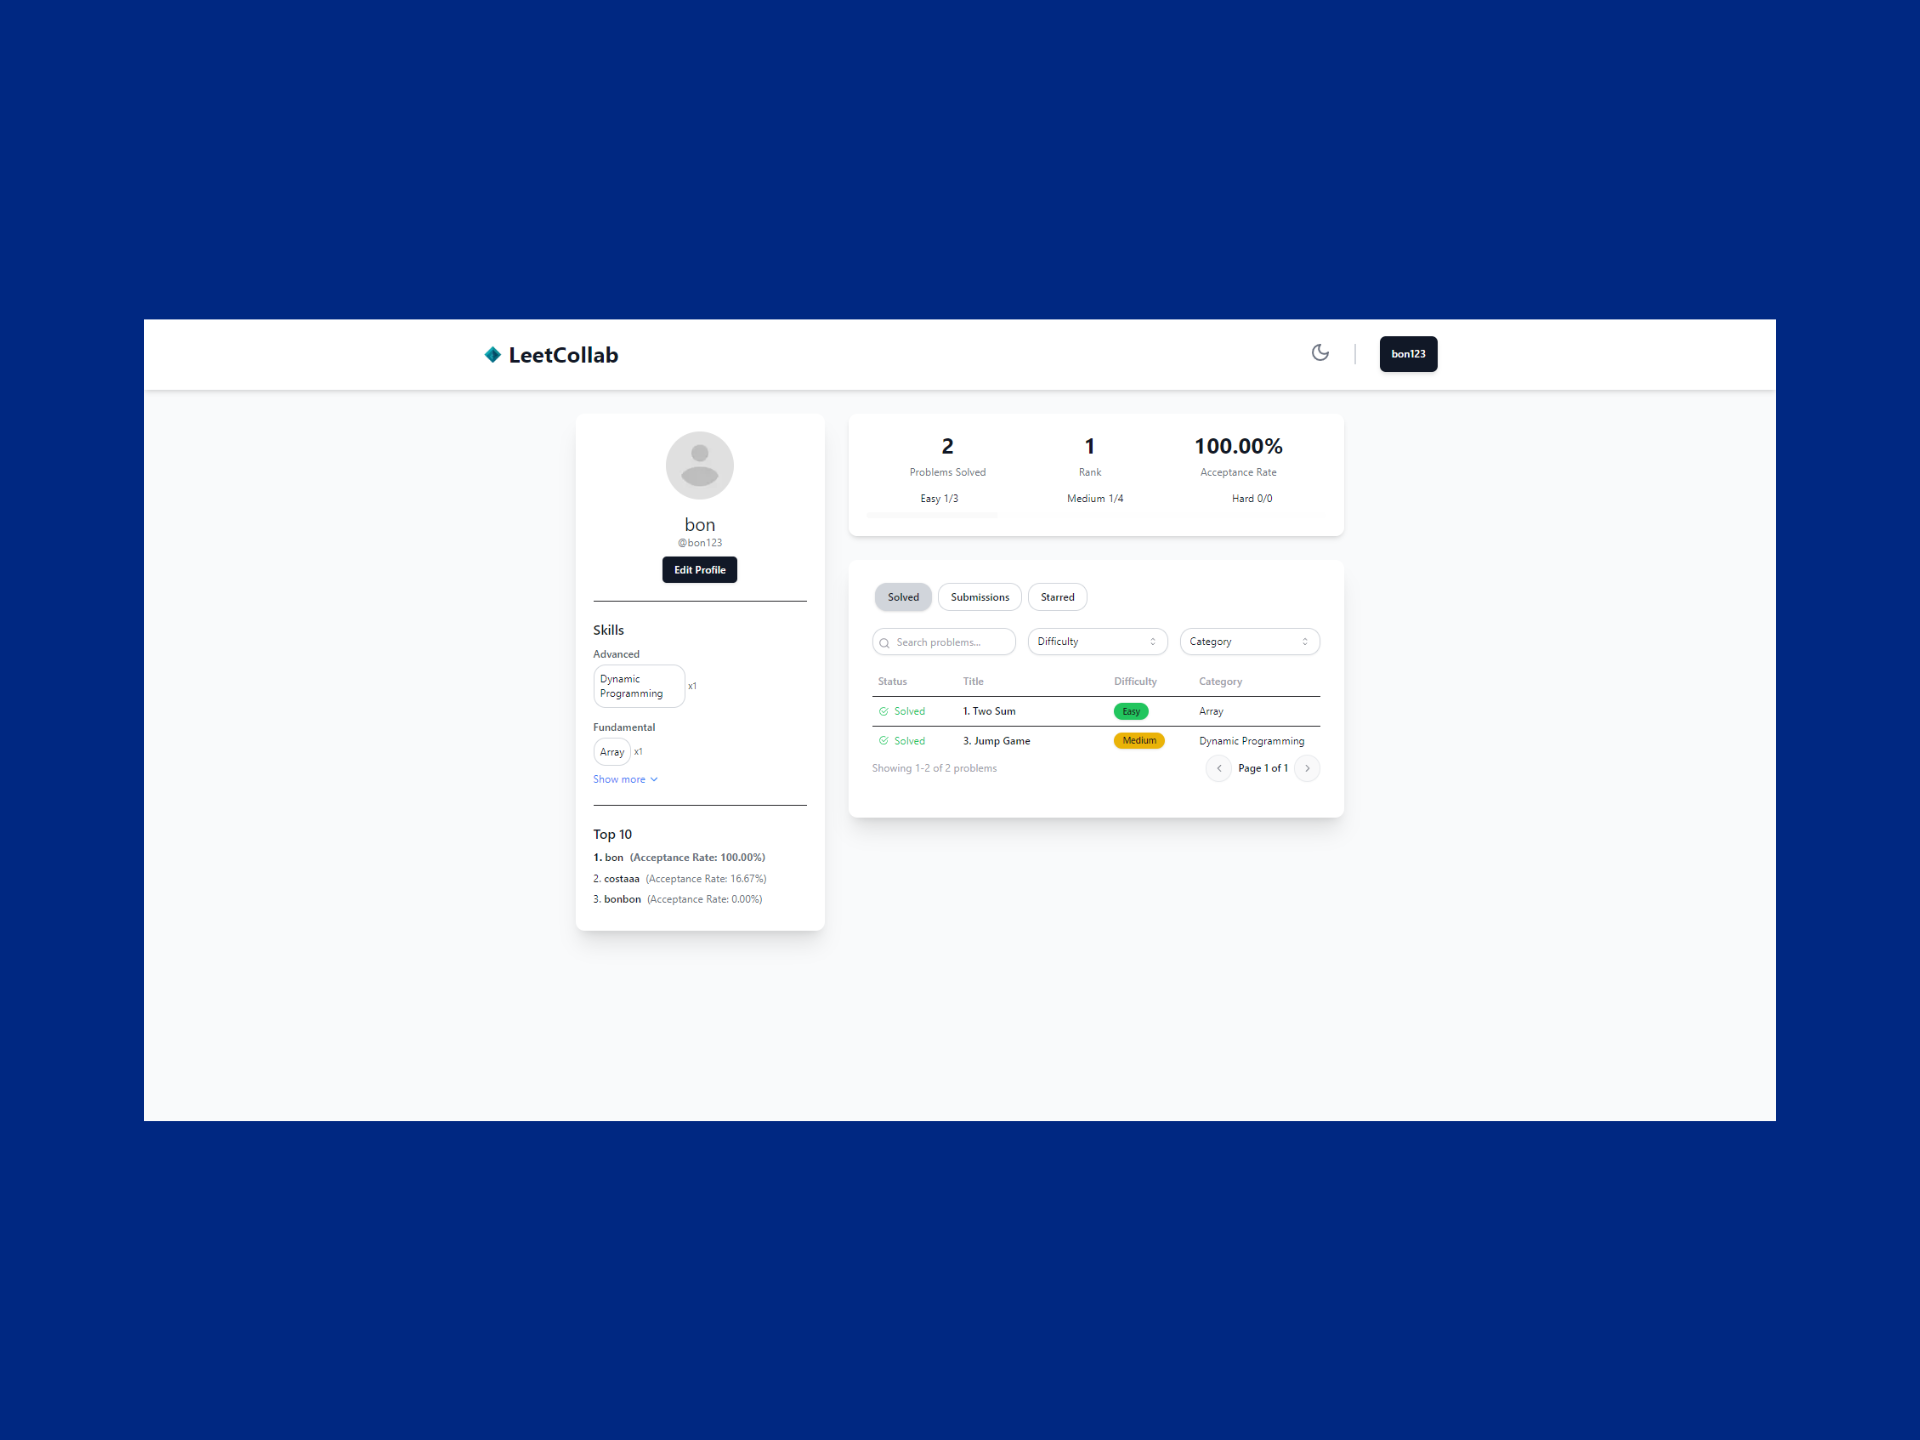 LeetCollab
bon123
bon
@bon123
Edit Profile
Skills
Advanced
Dynamic
Programming
x1
Fundamental
Array x1
Show more
Top 10
1. bon (Acceptance Rate: 100.00%)
2. costaaa (Acceptance Rate: 16.67%)
3. bonbon (Acceptance Rate: 0.00%)
2 1 100.00%
Problems Solved Rank Acceptance Rate
Easy 1/3 Medium 1/4 Hard 0/0
Solved Submissions Starred
Search problems... Difficulty Category
Status Title Difficulty Category
Solved 1. Two Sum Easy Array
Solved 3. Jump Game Medium Dynamic Programming
Showing 1-2 of 2 problems Page 1 of 1